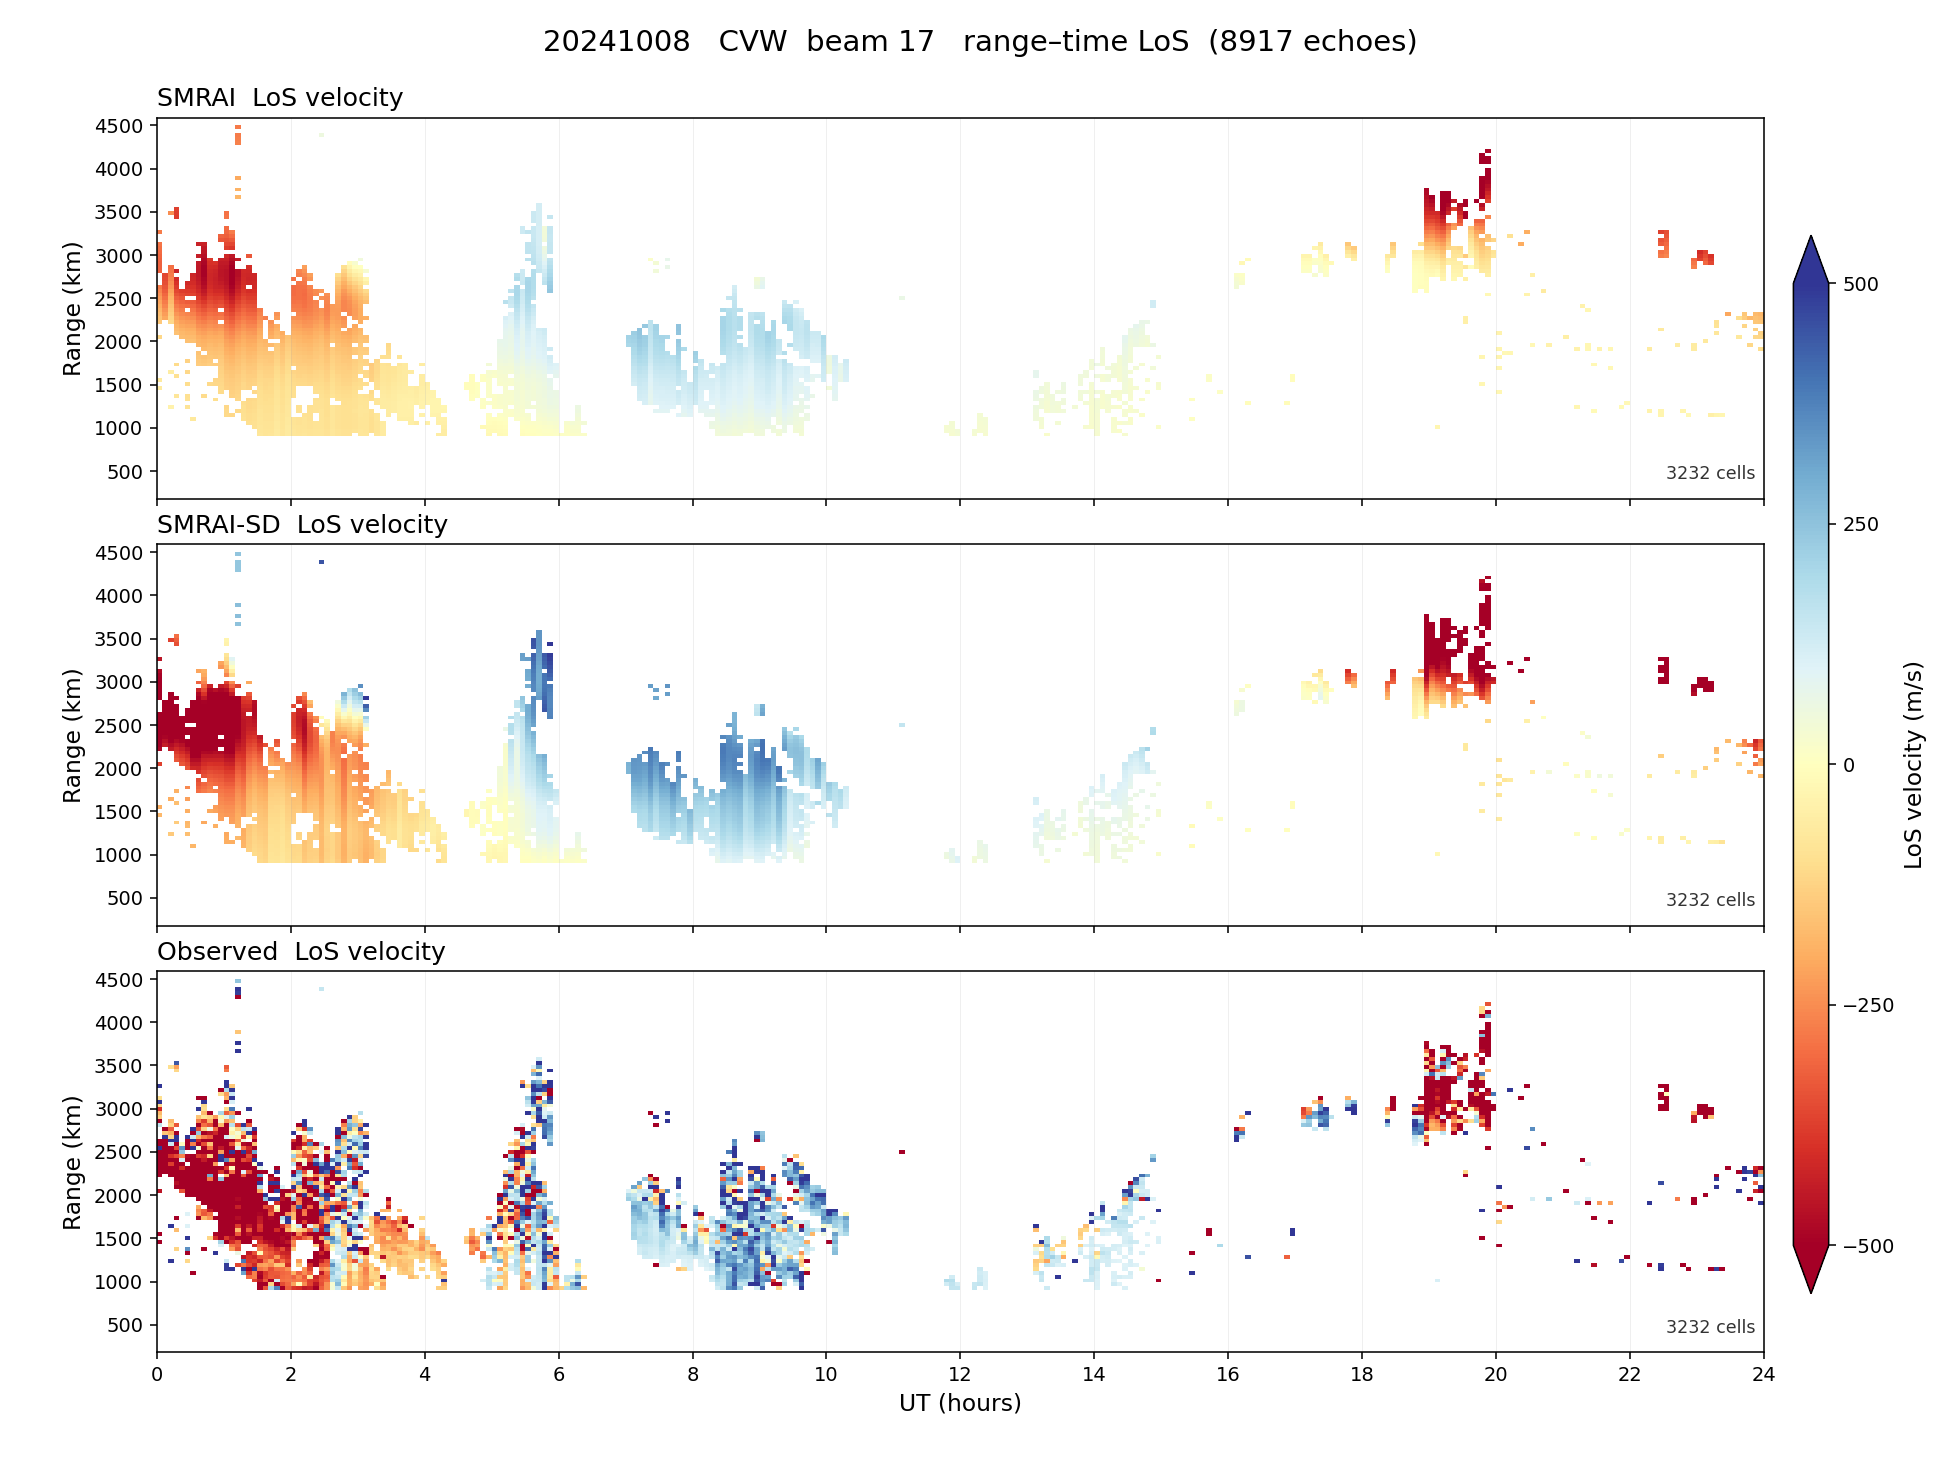 20241008   CVW  beam 17   range–time LoS  (8917 echoes)
SMRAI  LoS velocity
4500
4000
3500
3000
2500
2000
1500
1000
500
Range (km)
3232 cells
SMRAI-SD  LoS velocity
4500
4000
3500
3000
2500
2000
1500
1000
500
Range (km)
3232 cells
Observed  LoS velocity
4500
4000
3500
3000
2500
2000
1500
1000
500
Range (km)
3232 cells
0 2 4 6 8 10 12 14 16 18 20 22 24
UT (hours)
500
250
0
−250
−500
LoS velocity (m/s)